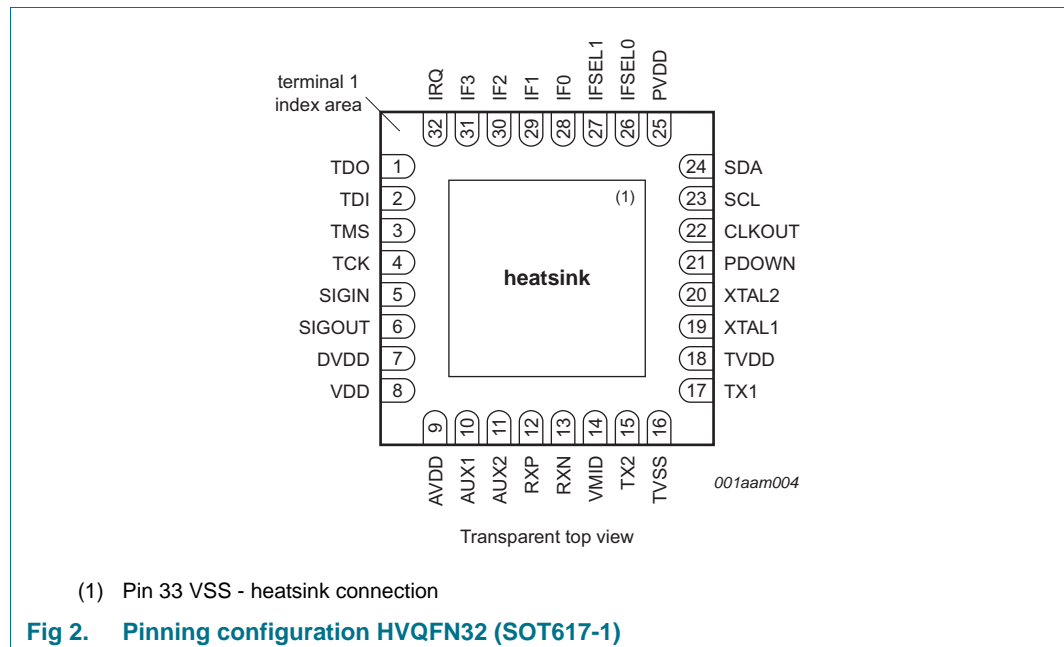 terminal 1
index area
IRQ
IF3
IF2
IF1
IF0
IFSEL1
IFSEL0
PVDD
32
31
30
29
28
27
26
25
TDO 1
TDI 2
TMS 3
TCK 4
SIGIN 5
SIGOUT 6
DVDD 7
VDD 8
(1)
heatsink
24 SDA
23 SCL
22 CLKOUT
21 PDOWN
20 XTAL2
19 XTAL1
18 TVDD
17 TX1
9
10
11
12
13
14
15
16
AVDD
AUX1
AUX2
RXP
RXN
VMID
TX2
TVSS
001aam004
Transparent top view
(1) Pin 33 VSS - heatsink connection
Fig 2. Pinning configuration HVQFN32 (SOT617-1)